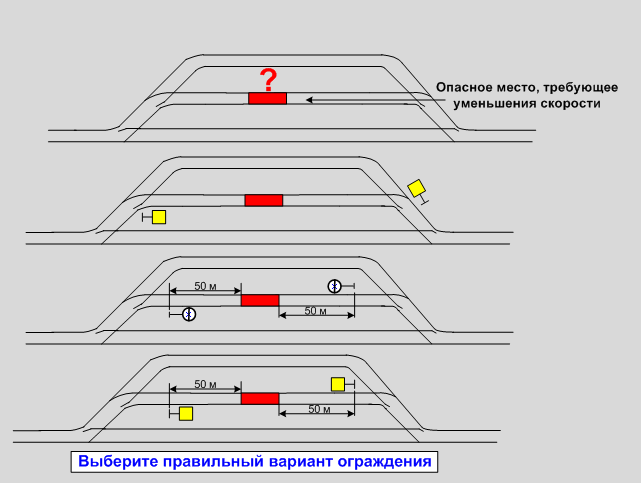 ?
Опасное место, требующее
уменьшения скорости
50 м
50 м
50 м
50 м
Выберите правильный вариант ограждения